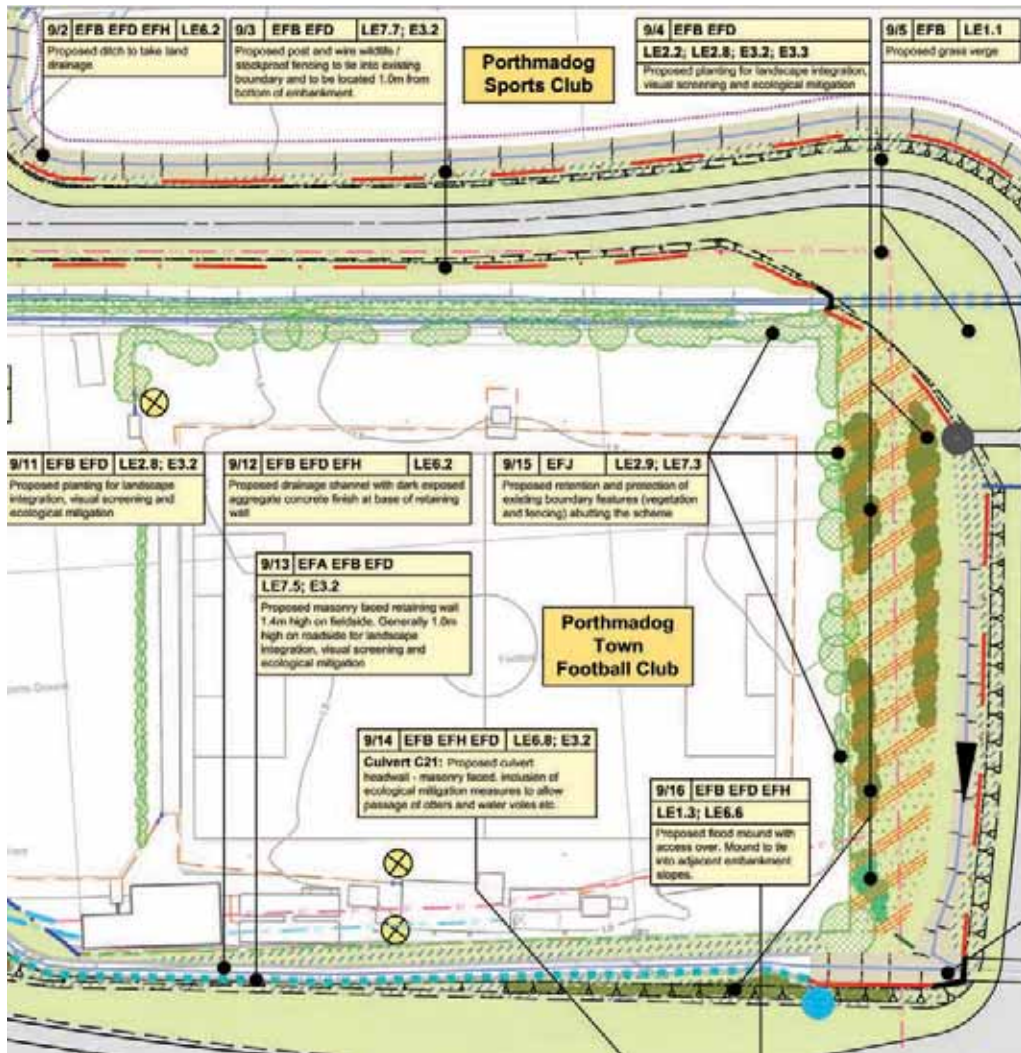 9/2 EFB EFD EFH LE6.2
Proposed ditch to take land
drainage
9/3 EFB EFD LE7.7; E3.2
Proposed post and wire wildlife /
stockproof fencing to tie into existing
boundary and to be located 1.0m from
bottom of embankment.
Porthmadog
Sports Club
9/4 EFB EFD
LE2.2; LE2.8; E3.2; E3.3
Proposed planting for landscape integration,
visual screening and ecological mitigation
9/5 EFB LE1.1
Proposed grass verge
9/11 EFB EFD LE2.8; E3.2
Proposed planting for landscape
integration, visual screening and
ecological mitigation
9/12 EFB EFD EFH LE6.2
Proposed drainage channel with dark exposed
aggregate concrete finish at base of retaining
wall
9/15 EFJ LE2.9; LE7.3
Proposed retention and protection of
existing boundary features (vegetation
and fencing) abutting the scheme
9/13 EFA EFB EFD
LE7.5; E3.2
Proposed masonry faced retaining wall
1.4m high on fieldside. Generally 1.0m
high on roadside for landscape
integration, visual screening and
ecological mitigation
Porthmadog
Town
Football Club
9/14 EFB EFH EFD LE6.8; E3.2
Culvert C21: Proposed culvert
headwall - masonry faced, inclusion of
ecological mitigation measures to allow
passage of otters and water voles etc.
9/16 EFB EFD EFH
LE1.3; LE6.6
Proposed flood mound with
access over. Mound to tie
into adjacent embankment
slopes.